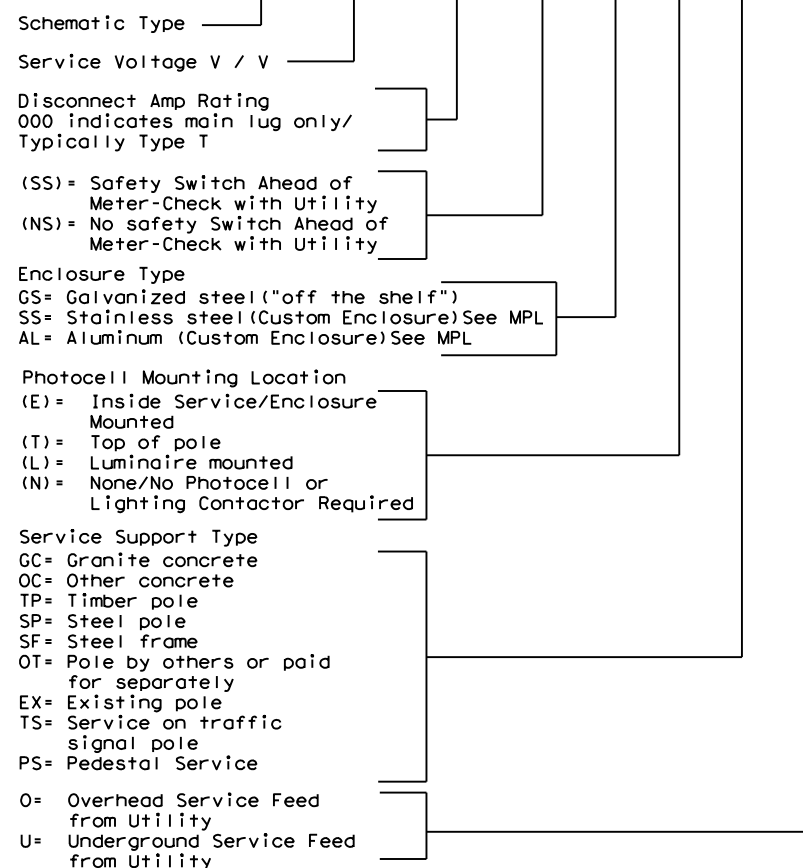 Schematic Type
Service Voltage V / V
Disconnect Amp Rating
000 indicates main lug only/
Typically Type T
(SS)= Safety Switch Ahead of
Meter-Check with Utility
(NS)= No safety Switch Ahead of
Meter-Check with Utility
Enclosure Type
GS= Galvanized steel("off the shelf")
SS= Stainless steel(Custom Enclosure)See MPL
AL= Aluminum (Custom Enclosure)See MPL
Photocell Mounting Location
(E)= Inside Service/Enclosure
Mounted
(T)= Top of pole
(L)= Luminaire mounted
(N)= None/No Photocell or
Lighting Contactor Required
Service Support Type
GC= Granite concrete
OC= Other concrete
TP= Timber pole
SP= Steel pole
SF= Steel frame
OT= Pole by others or paid
for separately
EX= Existing pole
TS= Service on traffic
signal pole
PS= Pedestal Service
O= Overhead Service Feed
from Utility
U= Underground Service Feed
from Utility